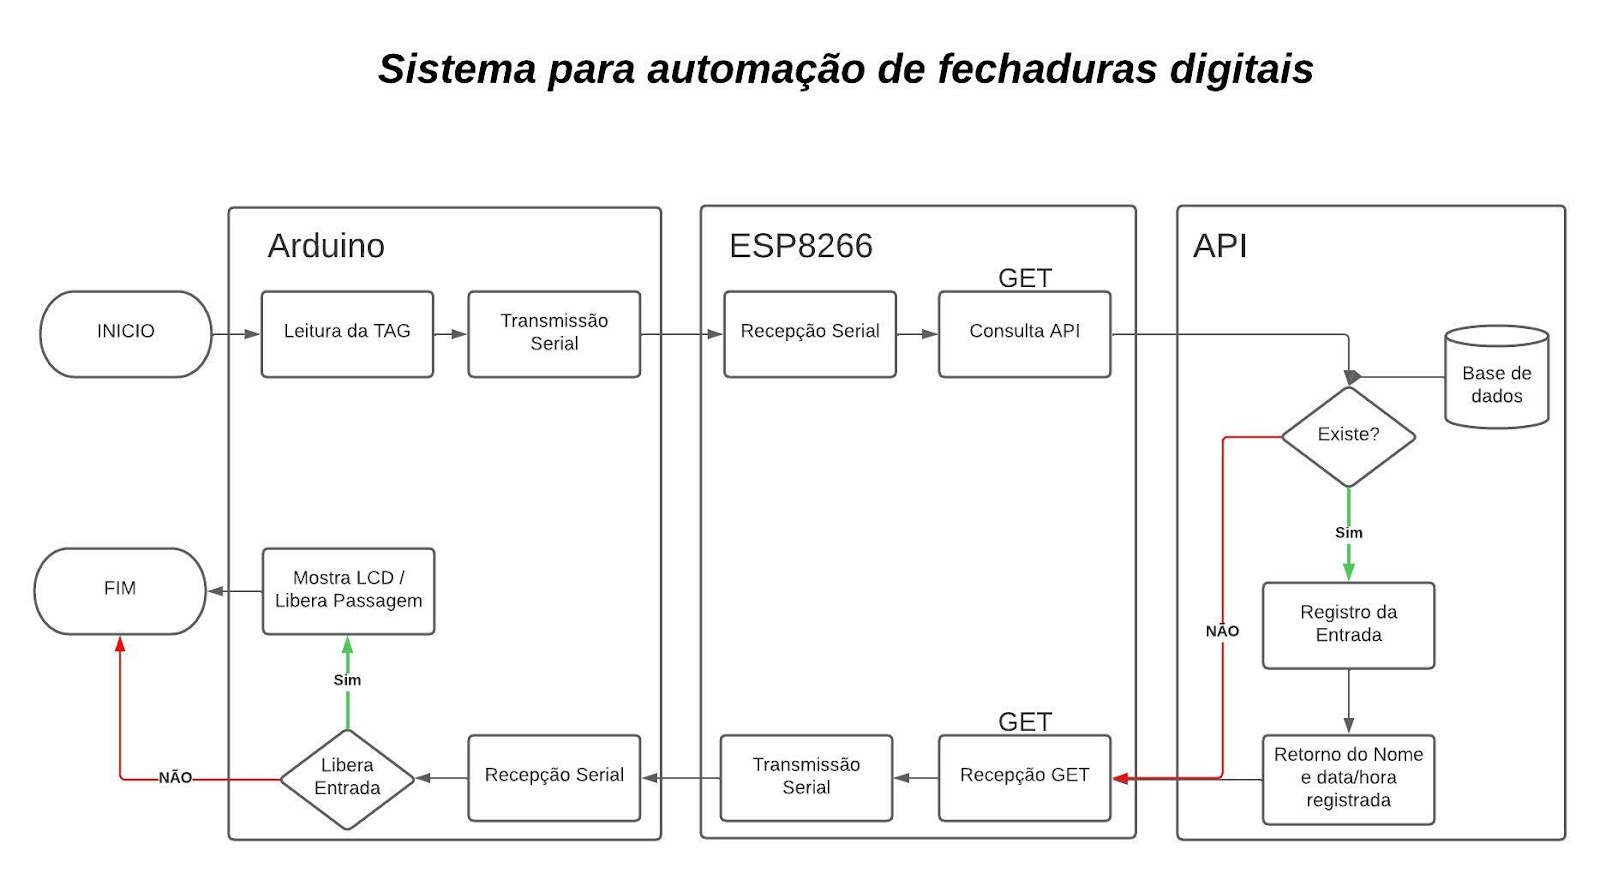 Sistema para automação de fechaduras digitais
Arduino
ESP8266
API
GET
INICIO
Leitura da TAG
Transmissão
Serial
Recepção Serial
Consulta API
Base de
dados
Existe?
Sim
NÃO
Registro da
Entrada
Retorno do Nome
e data/hora
registrada
GET
Recepção GET
Transmissão
Serial
Recepção Serial
Libera
Entrada
Sim
NÃO
Mostra LCD /
Libera Passagem
FIM